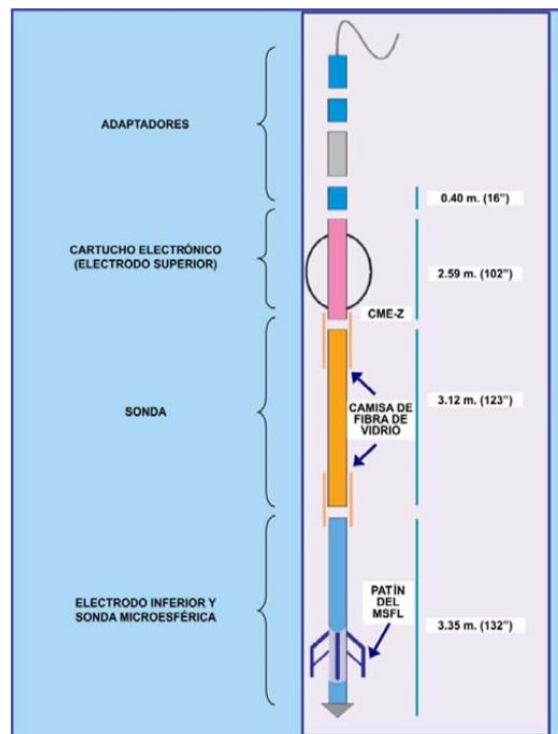 ADAPTADORES
0.40 m. (16")
CARTUCHO ELECTRÓNICO
(ELECTRODO SUPERIOR)
2.59 m. (102")
CME-Z
SONDA
CAMISA DE
FIBRA DE
VIDRIO
3.12 m. (123")
ELECTRODO INFERIOR Y
SONDA MICROESFÉRICA
PATÍN
DEL
MSFL
3.35 m. (132")